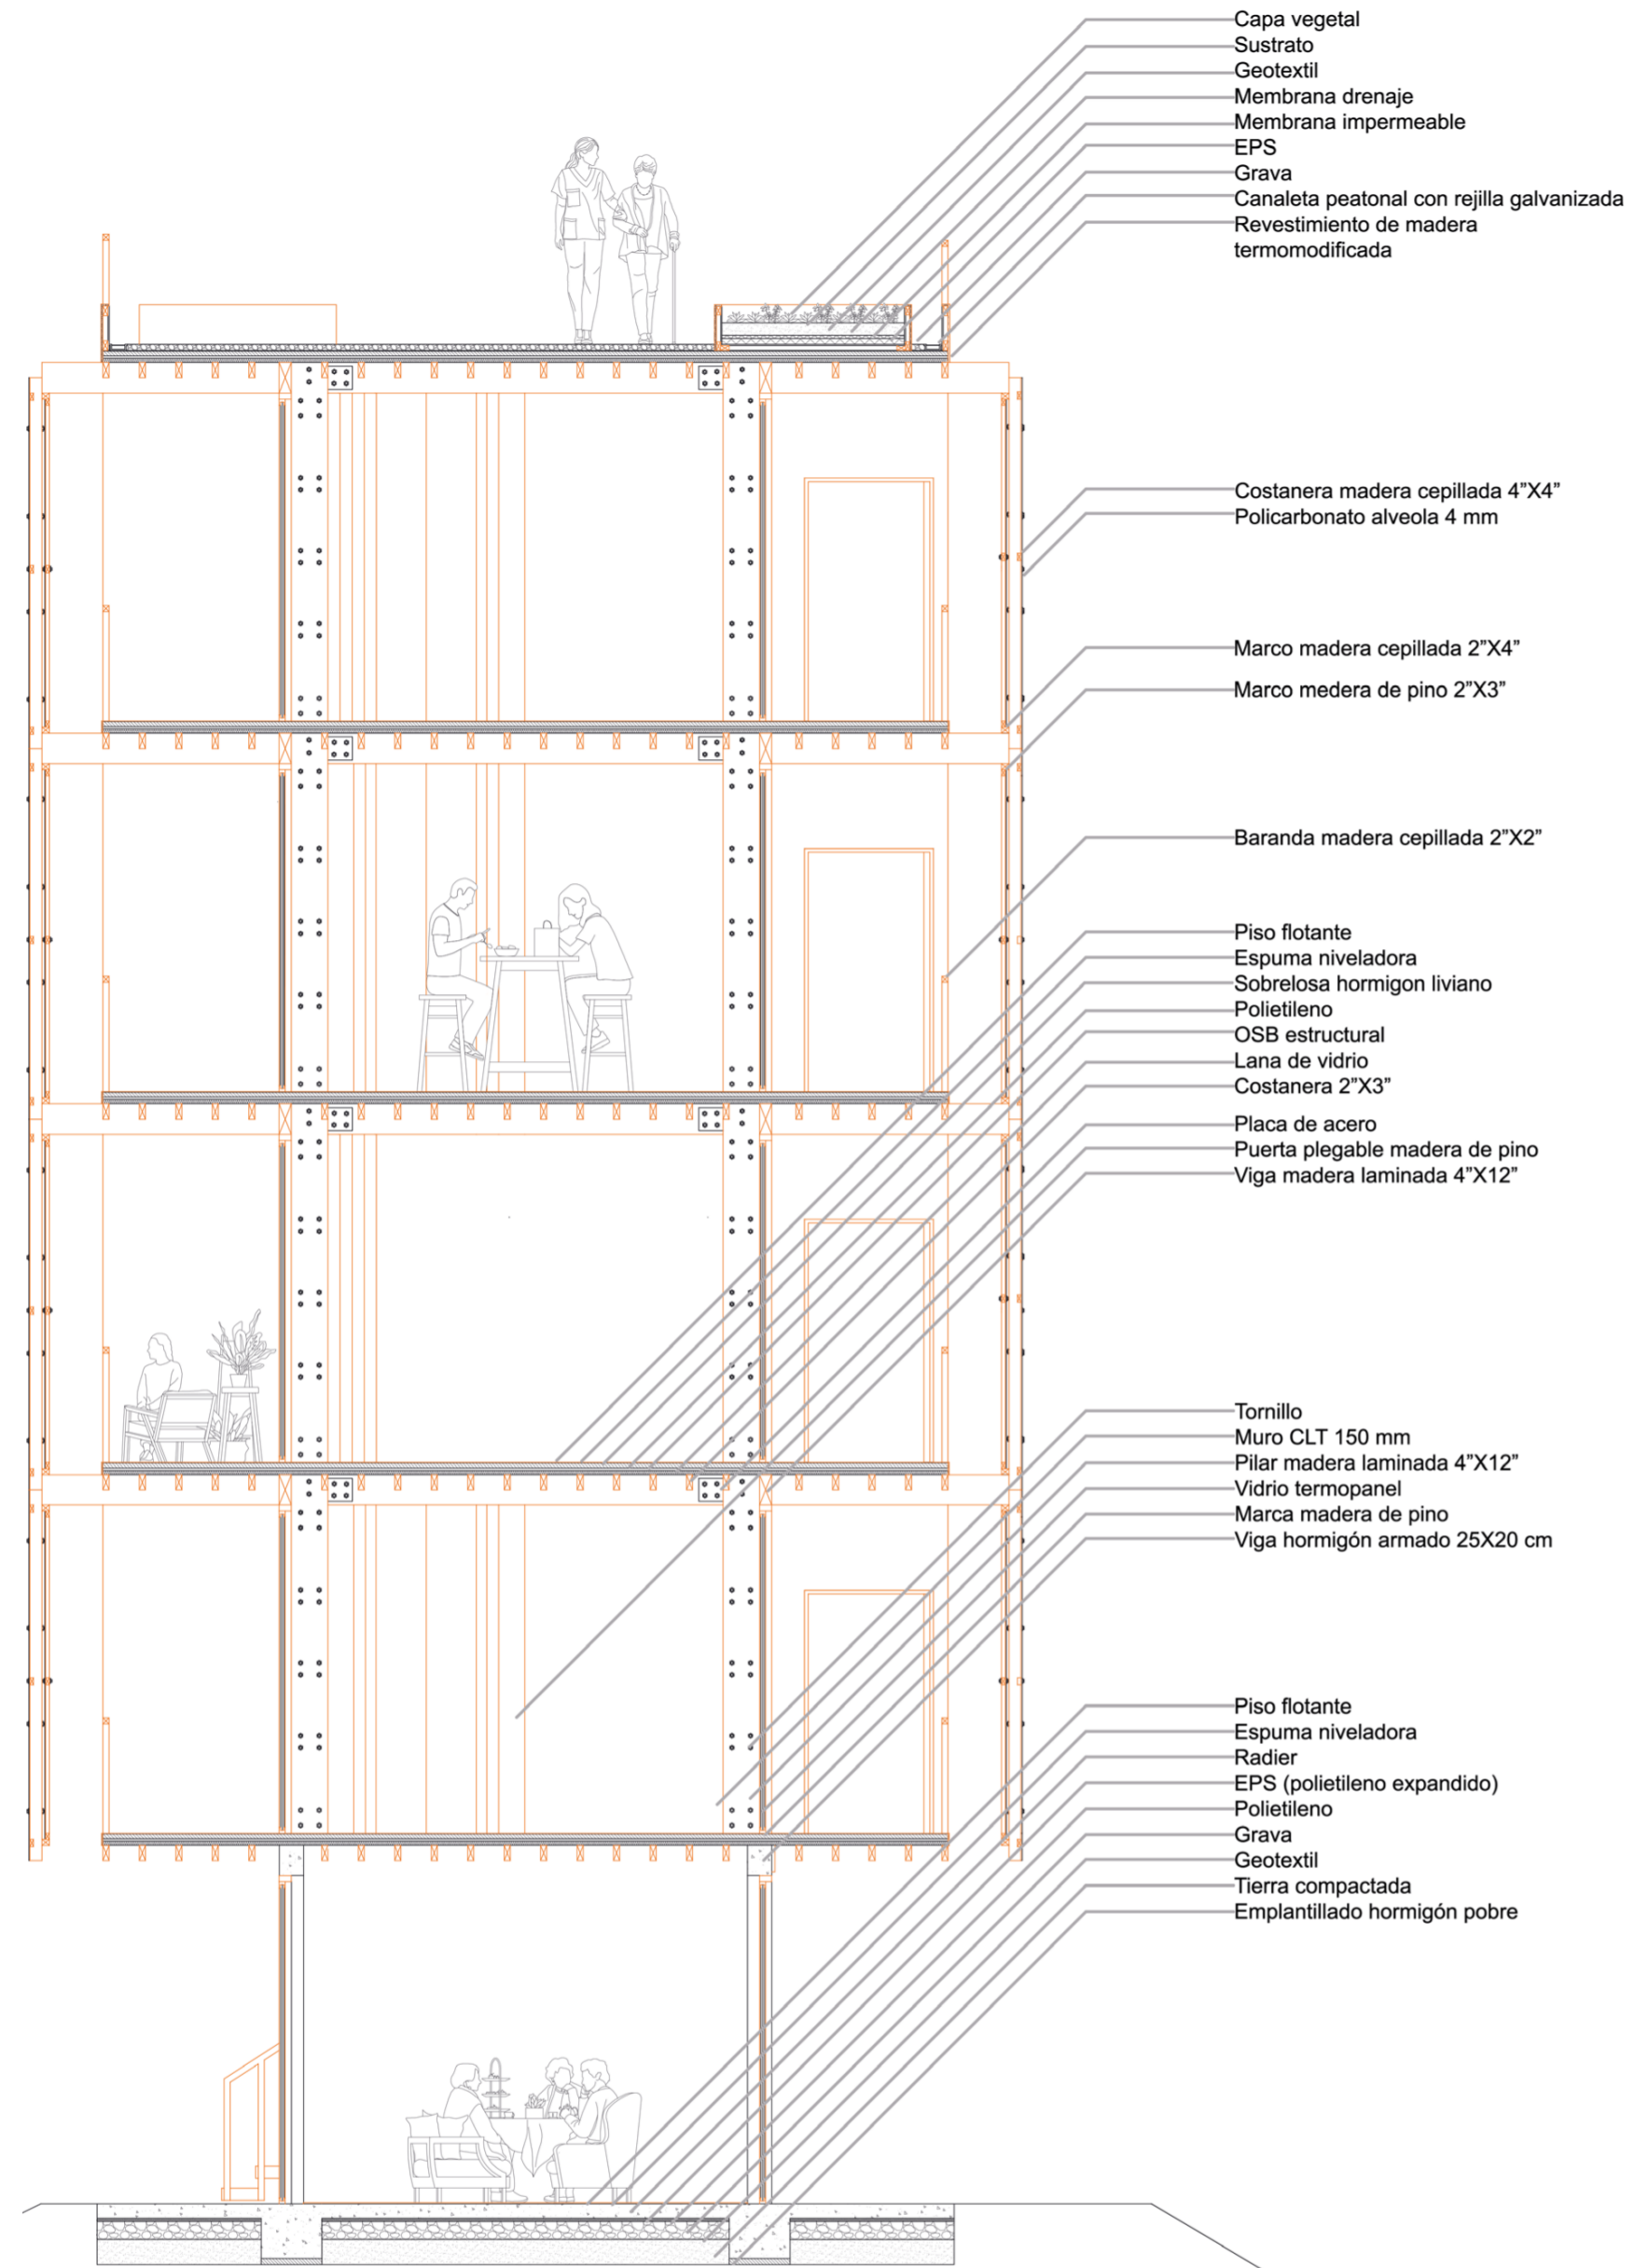 Capa vegetal
Sustrato
Geotextil
Membrana drenaje
Membrana impermeable
EPS
Grava
Canaleta peatonal con rejilla galvanizada
Revestimiento de madera
termomodificada
Costanera madera cepillada 4”X4”
Policarbonato alveola 4 mm
Marco madera cepillada 2”X4”
Marco medera de pino 2”X3”
Baranda madera cepillada 2”X2”
Piso flotante
Espuma niveladora
Sobrelosa hormigon liviano
Polietileno
OSB estructural
Lana de vidrio
Costanera 2”X3”
Placa de acero
Puerta plegable madera de pino
Viga madera laminada 4”X12”
Tornillo
Muro CLT 150 mm
Pilar madera laminada 4”X12”
Vidrio termopanel
Marca madera de pino
Viga hormigón armado 25X20 cm
Piso flotante
Espuma niveladora
Radier
EPS (polietileno expandido)
Polietileno
Grava
Geotextil
Tierra compactada
Emplantillado hormigón pobre